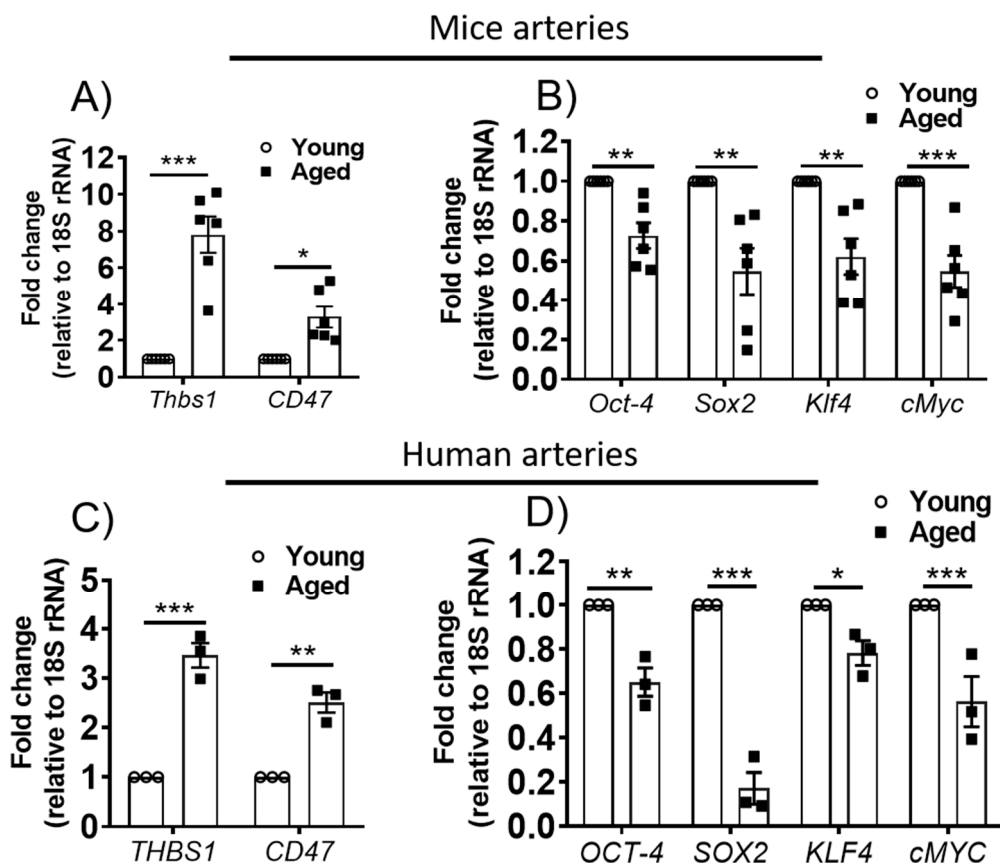 Mice arteries
A)
Young
Aged
Fold change
(relative to 18S rRNA)
12
10
8
6
4
2
0
***
*
Thbs1 CD47
B)
Young
Aged
Fold change
(relative to 18S rRNA)
1.2
1.0
0.8
0.6
0.4
0.2
0.0
** ** ** ***
Oct-4 Sox2 Klf4 cMyc
Human arteries
C)
Young
Aged
Fold change
(relative to 18S rRNA)
5
4
3
2
1
0
***
**
THBS1 CD47
D)
Young
Aged
Fold change
(relative to 18S rRNA)
1.2
1.0
0.8
0.6
0.4
0.2
0.0
** *** * ***
OCT-4 SOX2 KLF4 cMYC